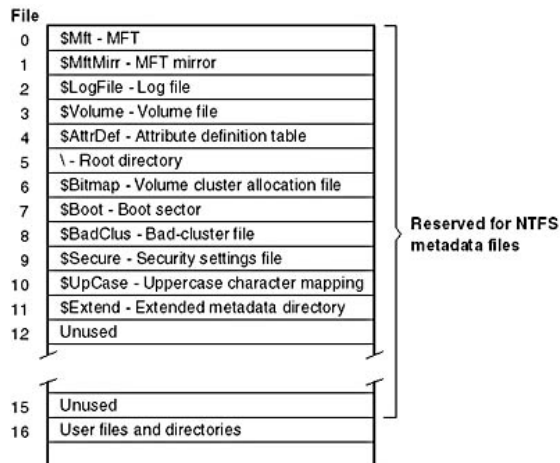 File
0 $Mft - MFT
1 $MftMirr - MFT mirror
2 $LogFile - Log file
3 $Volume - Volume file
4 $AttrDef - Attribute definition table
5 \ - Root directory
6 $Bitmap - Volume cluster allocation file
7 $Boot - Boot sector
8 $BadClus - Bad-cluster file
9 $Secure - Security settings file
10 $UpCase - Uppercase character mapping
11 $Extend - Extended metadata directory
12 Unused
15 Unused
16 User files and directories
Reserved for NTFS
metadata files